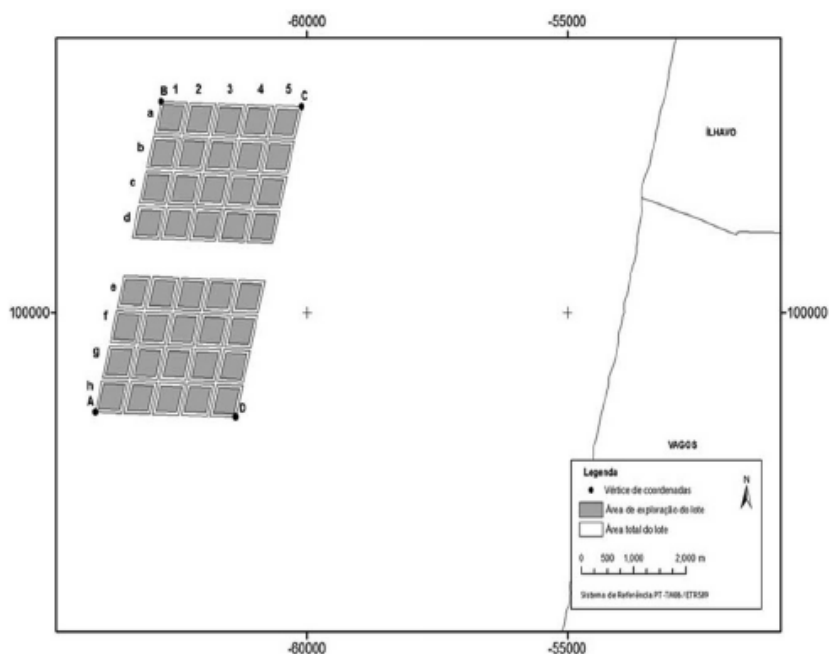 -60000 -55000
B 1 2 3 4 5 C
a
b
c
d
ÍLHAVO
e
100000 100000
f
g
h
A D
VAGOS
Legenda
Vértice de coordenadas
Área de exploração do lote
Área total do lote
N
0 250 500 1,000 2,000 m
Sistema de Referência PT-TM06/ETRS89
-60000 -55000